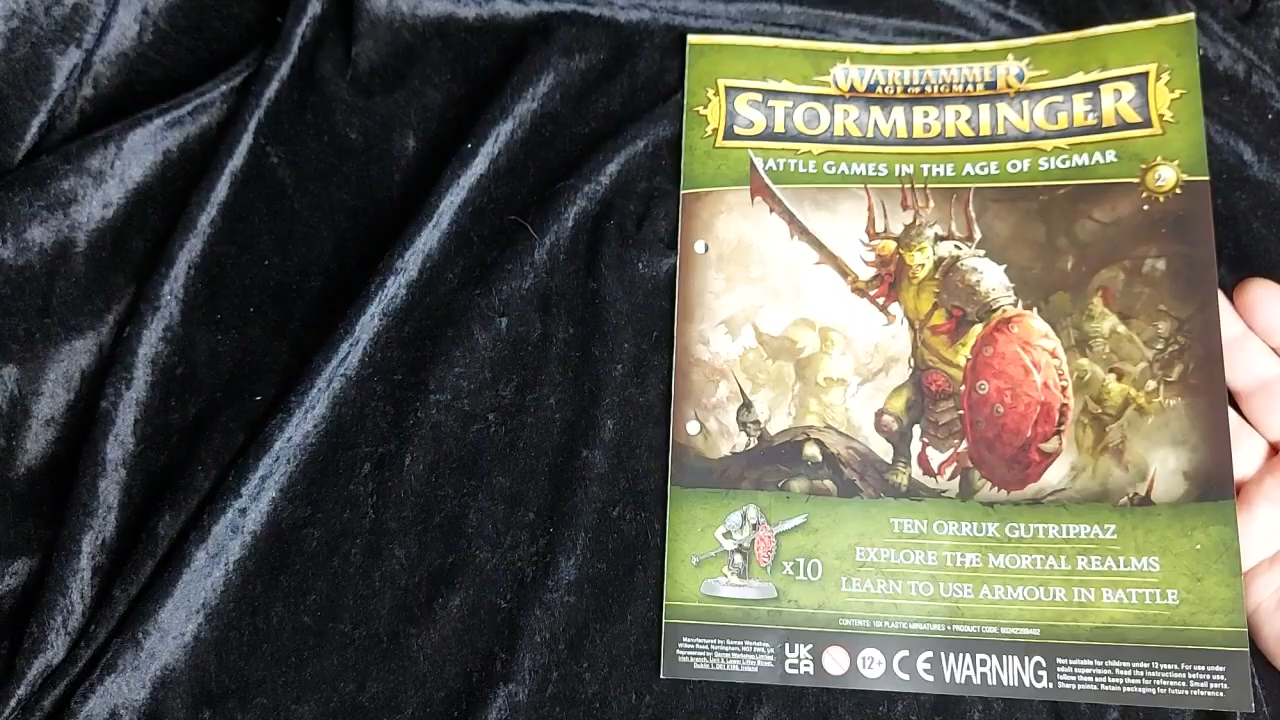 WARHAMMER
AGE OF SIGMAR
STORMBRINGER
BATTLE GAMES IN THE AGE OF SIGMAR
2
TEN ORRUK GUTRIPPAZ
EXPLORE THE MORTAL REALMS
x10
LEARN TO USE ARMOUR IN BATTLE
CONTENTS: 10X PLASTIC MINIATURES • PRODUCT CODE: 60242399402
Manufactured by: Games Workshop,
Willow Road, Nottingham, NG7 2WS, UK
Represented by: Games Workshop Limited -
Irish branch, Unit 3, Lower Liffey Street,
Dublin 1, D01 K199, Ireland
UK
CA
12+
CE WARNING.
Not suitable for children under 12 years. For use under
adult supervision. Read the instructions before use,
follow them and keep them for reference. Small parts.
Sharp points. Retain packaging for future reference.